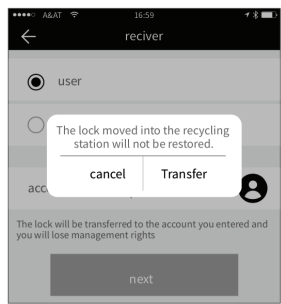 A&AT 16:59
reciver
user
The lock moved into the recycling
station will not be restored.
cancel Transfer
acc
The lock will be transferred to the account you entered and
you will lose management rights
next